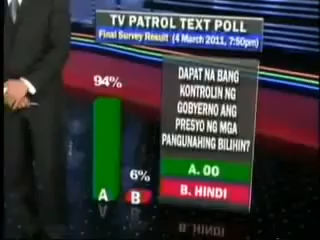 TV PATROL TEXT POLL
Final Survey Result (4 March 2011, 7:50pm)
94%
6%
A
B
DAPAT NA BANG
KONTROLIN NG
GOBYERNO ANG
PRESYO NG MGA
PANGUNAHING BILIHIN?
A. OO
B. HINDI